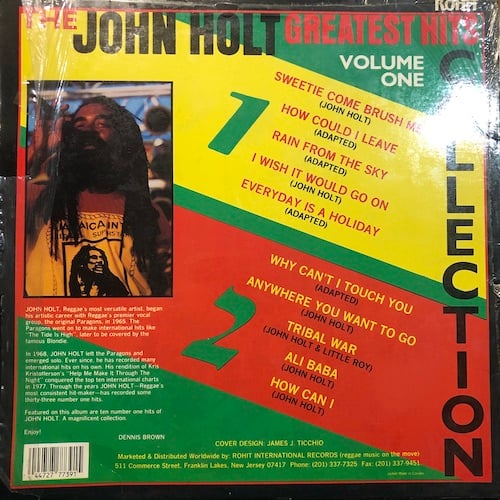 THE JOHN HOLT GREATEST HITS
COLLECTION
VOLUME
ONE
1
SWEETIE COME BRUSH ME
(JOHN HOLT)
HOW COULD I LEAVE
(ADAPTED)
RAIN FROM THE SKY
(ADAPTED)
I WISH IT WOULD GO ON
(JOHN HOLT)
EVERYDAY IS A HOLIDAY
(ADAPTED)
2
WHY CAN'T I TOUCH YOU
(ADAPTED)
ANYWHERE YOU WANT TO GO
(JOHN HOLT)
TRIBAL WAR
(JOHN HOLT & LITTLE ROY)
ALI BABA
(JOHN HOLT)
HOW CAN I
(JOHN HOLT)
JOHN HOLT, Reggae's most versatile artist, began
his artistic career with Reggae's premier vocal
group, the original Paragons, in 1968. The
Paragons went on to make international hits like
"The Tide Is High", later to be covered by the
famous Blondie.
In 1968, JOHN HOLT left the Paragons and
emerged solo. Ever since, he has recorded many
international hits on his own. His rendition of Kris
Kristofferson's "Help Me Make It Through The
Night" conquered the top ten international charts
in 1977. Through the years JOHN HOLT—Reggae's
most consistent hit-maker—has recorded some
thirty-three number one hits.
Featured on this album are ten number one hits of
JOHN HOLT. A magnificent collection.
Enjoy!
DENNIS BROWN
44727 77391
COVER DESIGN: JAMES J. TICCHIO
Marketed & Distributed Worldwide by: ROHIT INTERNATIONAL RECORDS (reggae music on the move)
511 Commerce Street, Franklin Lakes, New Jersey 07417 Phone: (201) 337-7325 Fax: (201) 337-9451